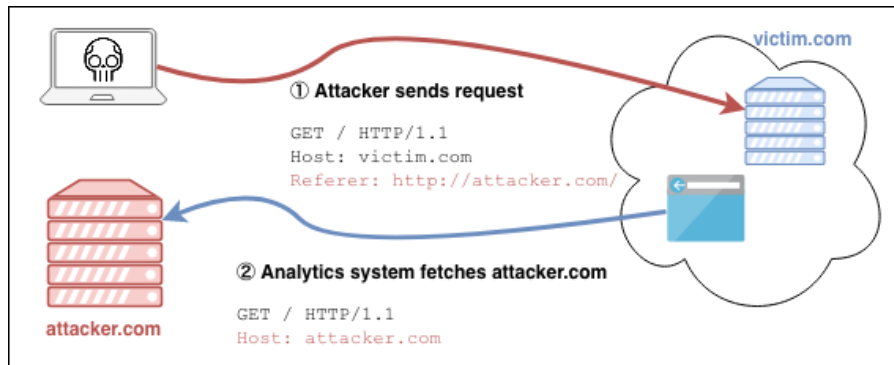 victim.com
① Attacker sends request
GET / HTTP/1.1
Host: victim.com
Referer: http://attacker.com/
② Analytics system fetches attacker.com
GET / HTTP/1.1
Host: attacker.com
attacker.com